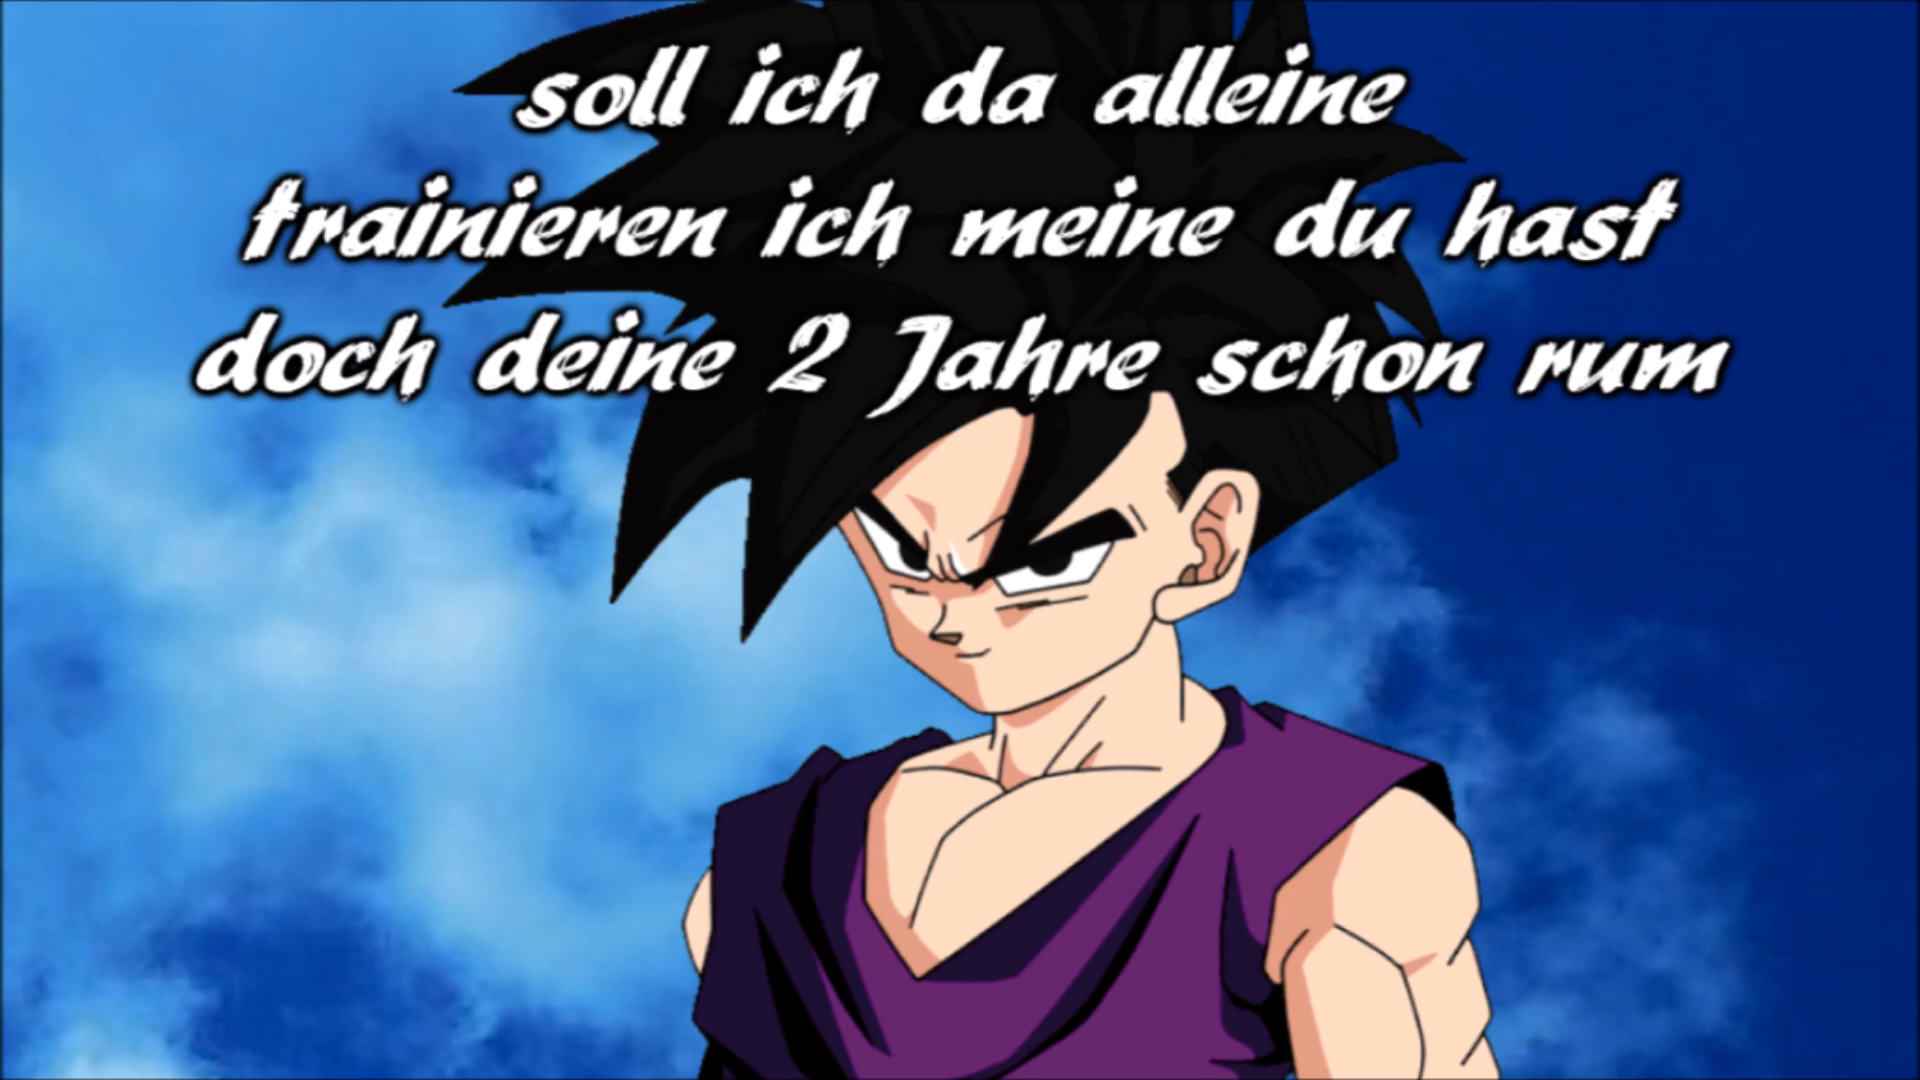 soll ich da alleine
trainieren ich meine du hast
doch deine 2 Jahre schon rum